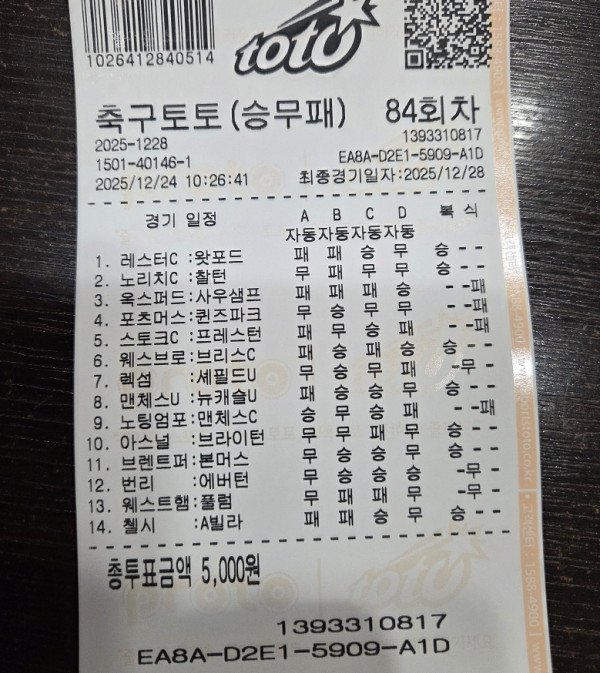 1026412840514
toto
축구토토(승무패) 84회차
2025-1228 1393310817
1501-40146-1 EA8A-D2E1-5909-A1D
2025/12/24 10:26:41 최종경기일자:2025/12/28
경기 일정 A B C D 복 식
자동자동자동자동
1. 레스터C :왓포드 패 패 승 무 승 - -
2. 노리치C :찰턴 무 패 무 무 승 - -
3. 옥스퍼드:사우샘프 패 패 패 승 - -패
4. 포츠머스:퀸즈파크 무 승 무 무 - -패
5. 스토크C :프레스턴 패 무 승 패 - -패
6. 웨스브로:브리스C 패 승 패 승 승 - -
7. 렉섬 :셰필드U 무 승 무 패 -무 -
8. 맨체스U :뉴캐슬U 패 승 승 승 승 - -
9. 노팅엄포:맨체스C 승 무 승 패 - -패
10. 아스널 :브라이턴 무 무 패 무 승 - -
11. 브렌트퍼:본머스 무 승 승 무 승 - -
12. 번리 :에버턴 무 승 승 승 -무 -
13. 웨스트햄:풀럼 무 패 패 무 -무 -
14. 첼시 :A빌라 패 패 승 무 승 - -
총투표금액 5,000원
1393310817
EA8A-D2E1-5909-A1D